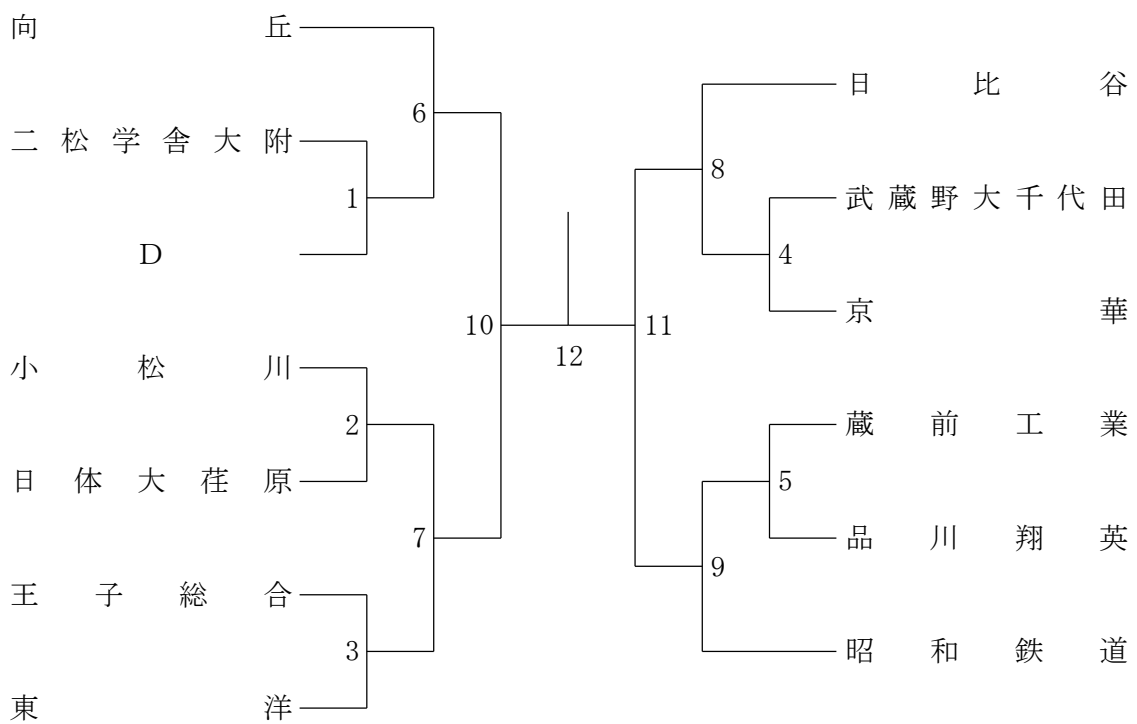 向丘
6
二松学舎大附
1
D
10
小松川
2
日体大荏原
7
王子総合
3
東洋
12
日比谷
8
武蔵野大千代田
4
京華
11
蔵前工業
5
品川翔英
9
昭和鉄道